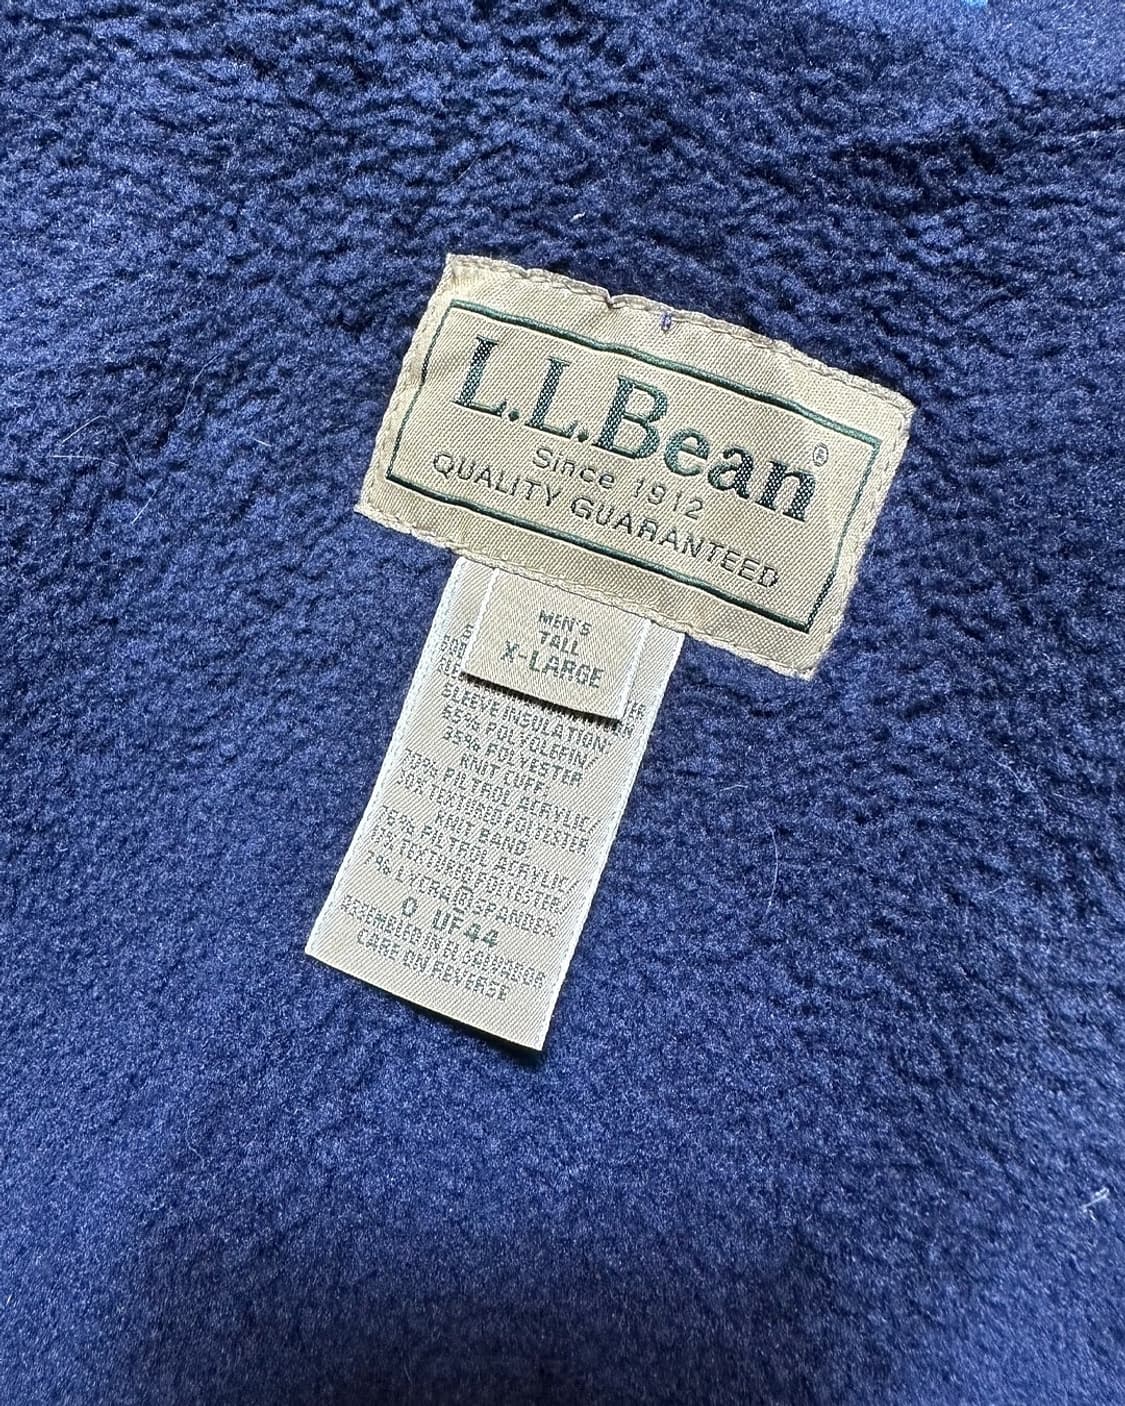 L.L.Bean®
Since 1912
QUALITY GUARANTEED
MEN'S
TALL
X-LARGE
SLEEVE INSULATION:
65% POLYOLEFIN/
35% POLYESTER
KNIT CUFF:
70% PILTROL ACRYLIC/
30% TEXTURED POLYESTER
KNIT BAND
76% PILTROL ACRYLIC/
17% TEXTURED POLYESTER/
7% LYCRA® SPANDEX
0 UF44
ASSEMBLED IN EL SALVADOR
CARE ON REVERSE